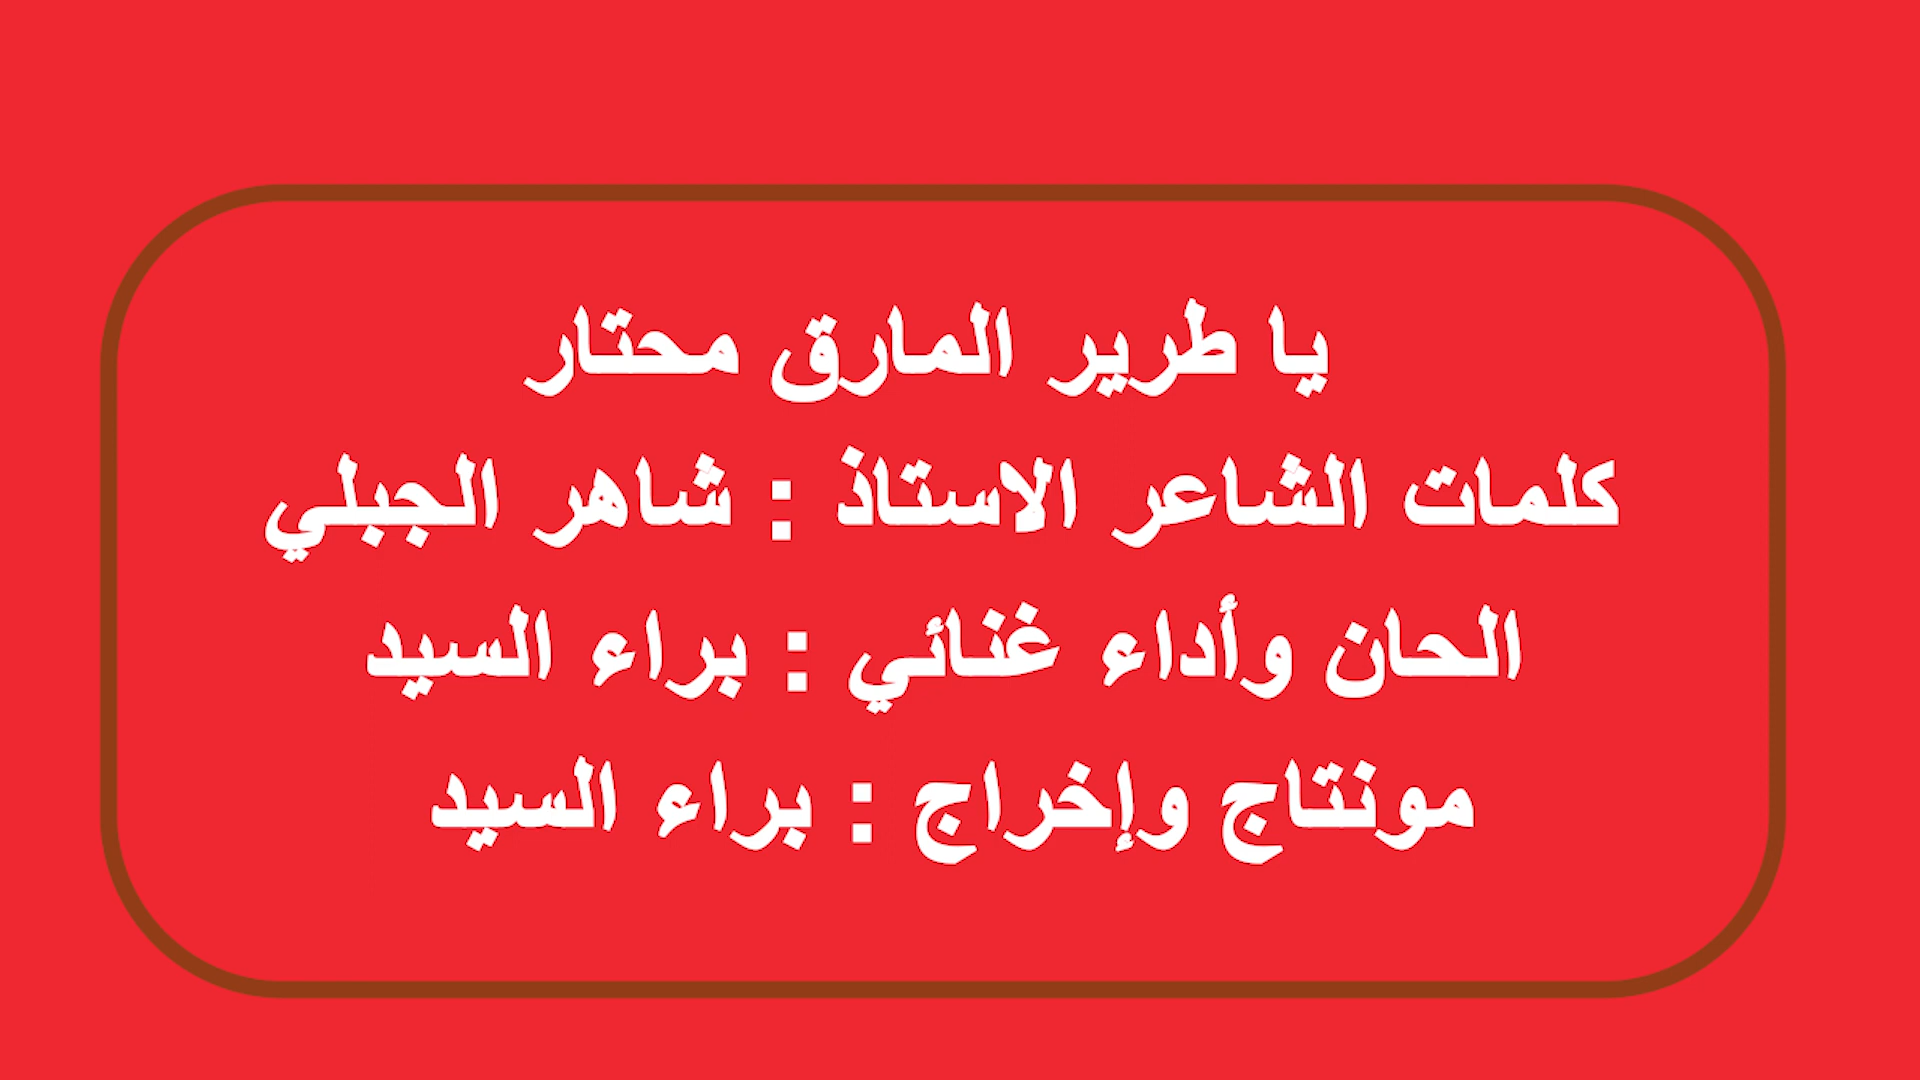 يا طرير المارق محتار
كلمات الشاعر الاستاذ : شاهر الجبلي
الحان وأداء غنائي : براء السيد
مونتاج وإخراج : براء السيد